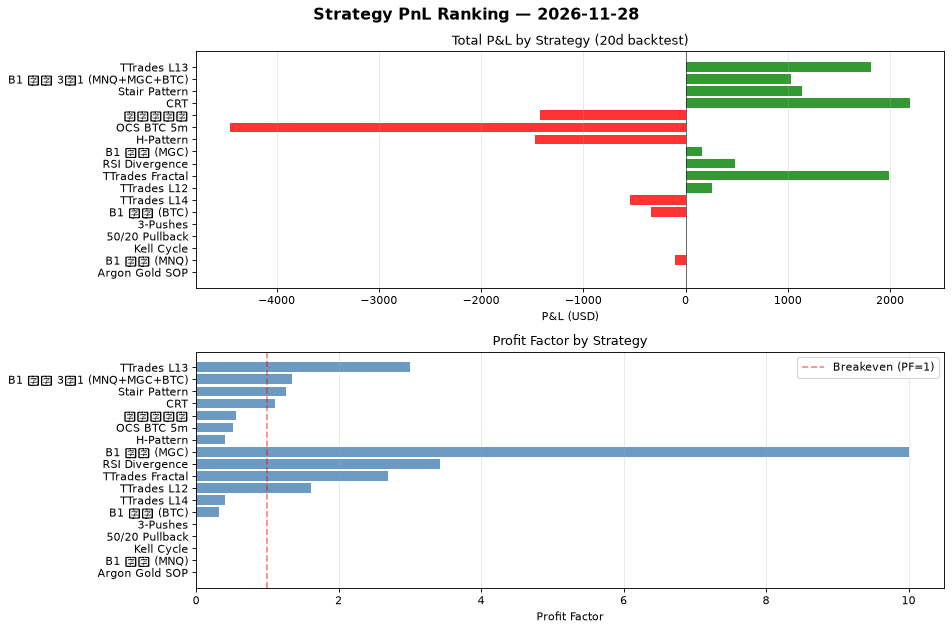 Strategy PnL Ranking — 2026-11-28
Total P&L by Strategy (20d backtest)
TTrades L13
B1 3 1 (MNQ+MGC+BTC)
Stair Pattern
CRT
OCS BTC 5m
H-Pattern
B1 (MGC)
RSI Divergence
TTrades Fractal
TTrades L12
TTrades L14
B1 (BTC)
3-Pushes
50/20 Pullback
Kell Cycle
B1 (MNQ)
Argon Gold SOP
−4000 −3000 −2000 −1000 0 1000 2000
P&L (USD)
Profit Factor by Strategy
TTrades L13
B1 3 1 (MNQ+MGC+BTC)
Stair Pattern
CRT
OCS BTC 5m
H-Pattern
B1 (MGC)
RSI Divergence
TTrades Fractal
TTrades L12
TTrades L14
B1 (BTC)
3-Pushes
50/20 Pullback
Kell Cycle
B1 (MNQ)
Argon Gold SOP
Breakeven (PF=1)
0 2 4 6 8 10
Profit Factor